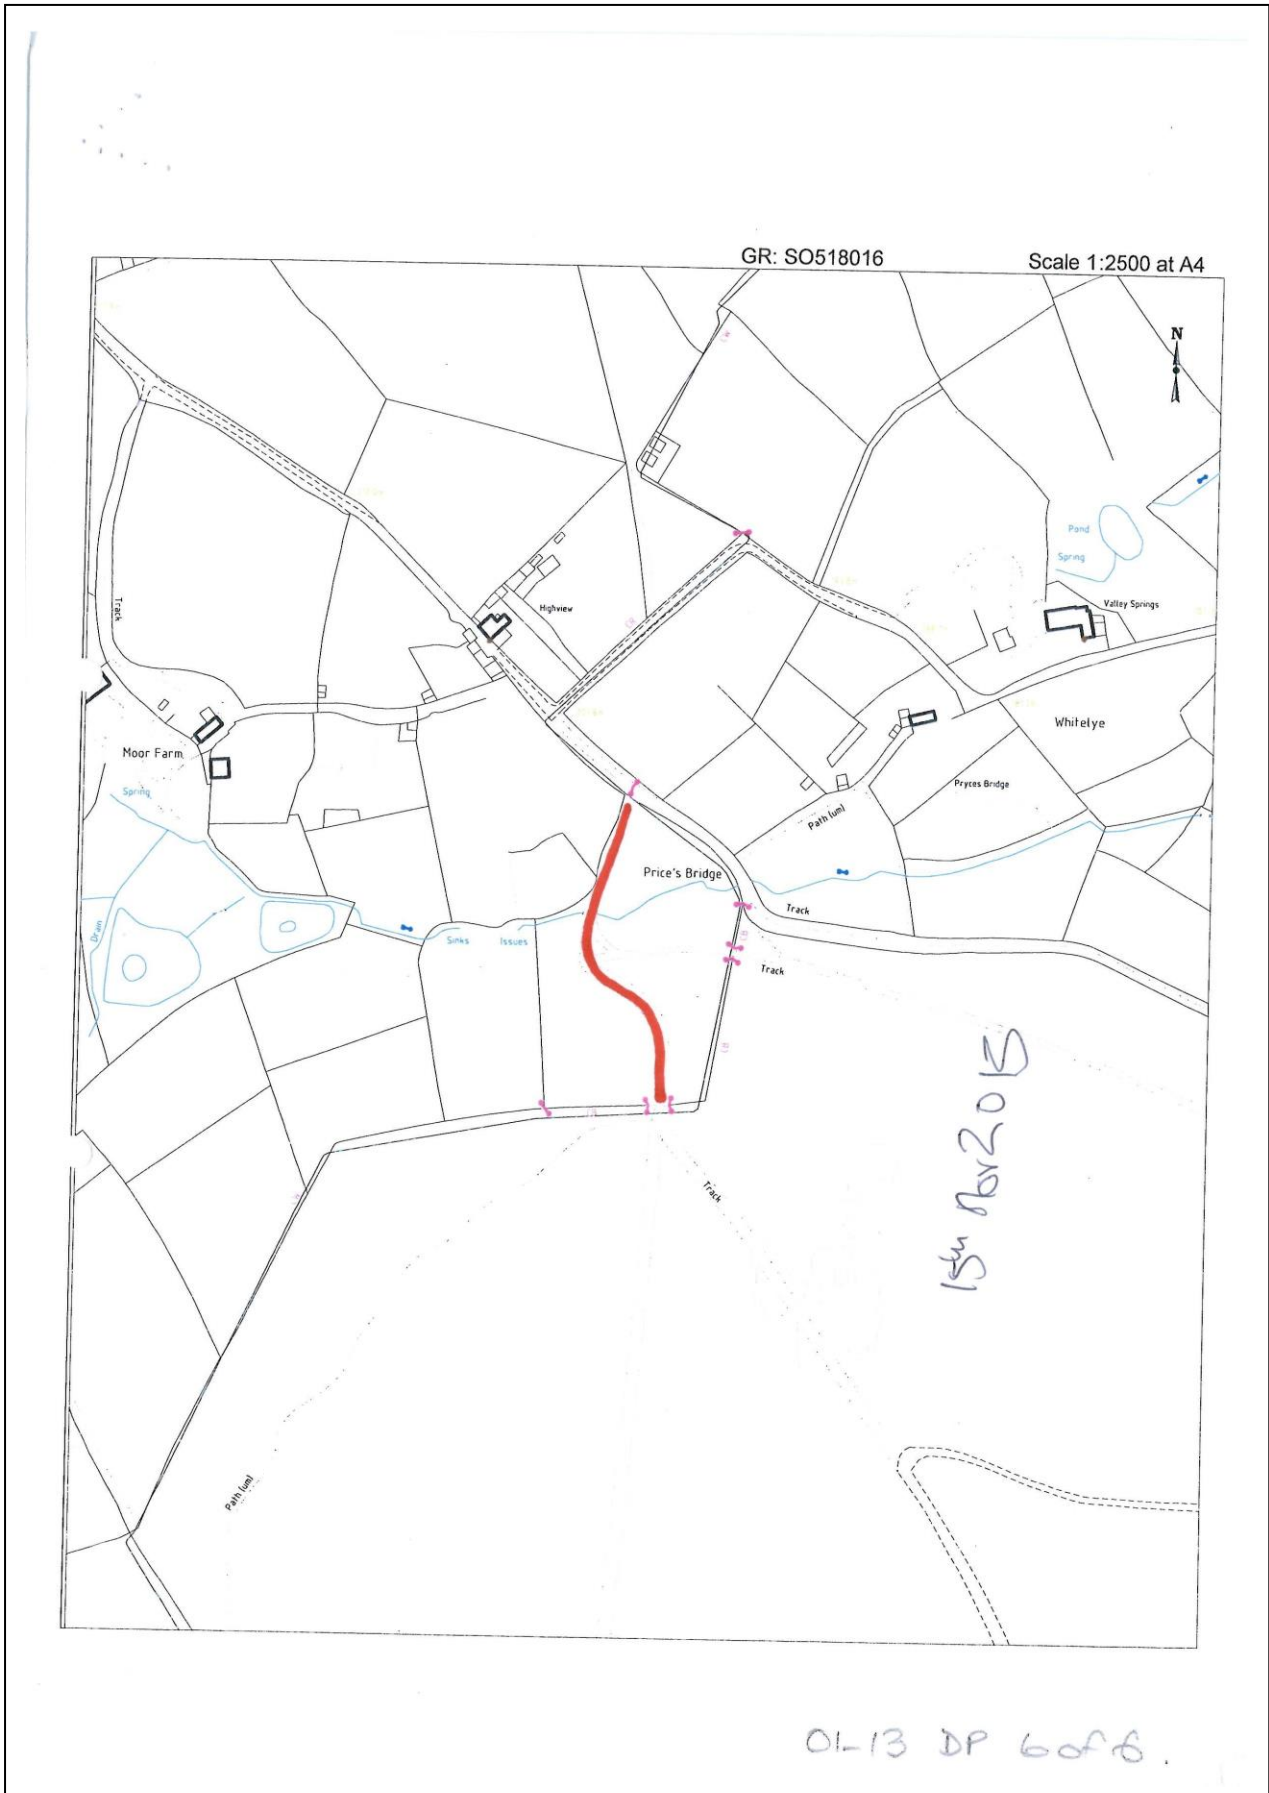 GR: SO518016
Scale 1:2500 at A4
N
Pond
Spring
Track
Highview
Valley Springs
Whitelye
Moor Farm
Spring
Pryces Bridge
Path (um)
Price's Bridge
Track
Drain
Sinks
Issues
Track
Track
Path (um)
15th Nov 2013
01-13 DP 6 of 6.